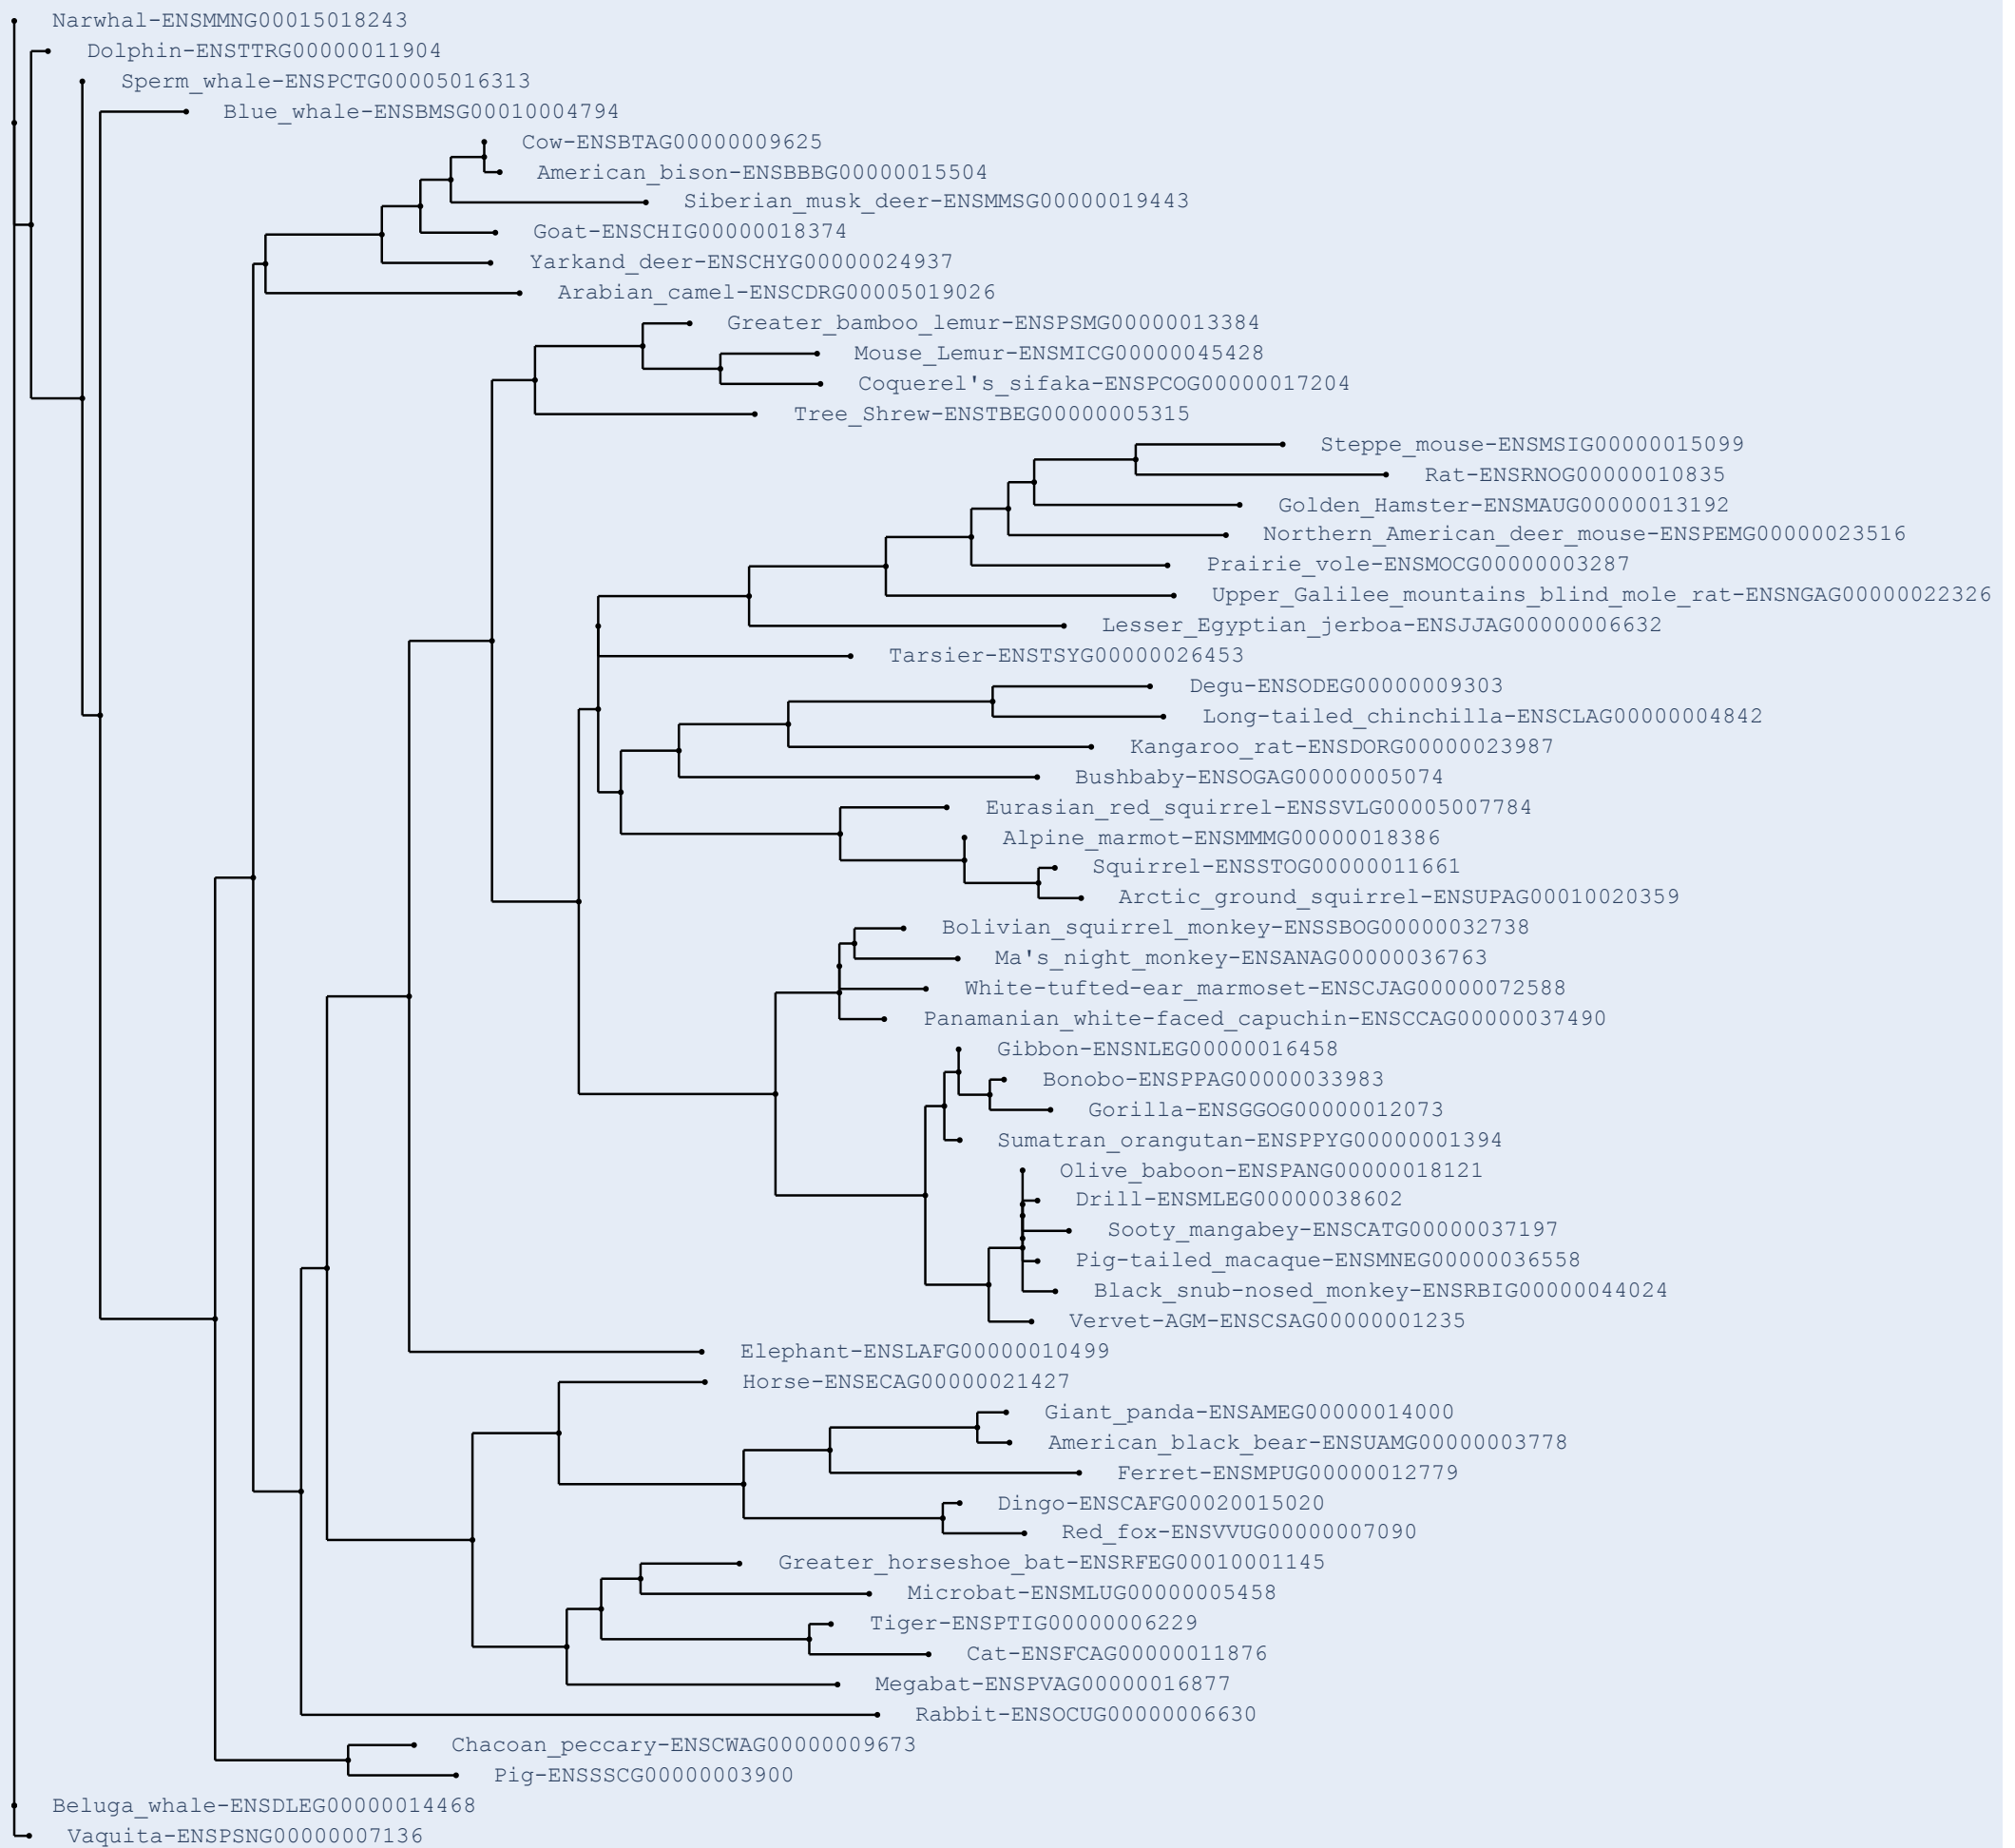 Narwhal-ENSMMNG00015018243
Dolphin-ENSTTRG00000011904
Sperm_whale-ENSPCTG00005016313
Blue_whale-ENSBMSG00010004794
Cow-ENSBTAG00000009625
American_bison-ENSBBBG00000015504
Siberian_musk_deer-ENSMMSG00000019443
Goat-ENSCHIG00000018374
Yarkand_deer-ENSCHYG00000024937
Arabian_camel-ENSCDRG00005019026
Greater_bamboo_lemur-ENSPSMG00000013384
Mouse_Lemur-ENSMICG00000045428
Coquerel's_sifaka-ENSPCOG00000017204
Tree_Shrew-ENSTBEG00000005315
Steppe_mouse-ENSMSIG00000015099
Rat-ENSRNOG00000010835
Golden_Hamster-ENSMAUG00000013192
Northern_American_deer_mouse-ENSPEMG00000023516
Prairie_vole-ENSMOCG00000003287
Upper_Galilee_mountains_blind_mole_rat-ENSNGAG00000022326
Lesser_Egyptian_jerboa-ENSJJAG00000006632
Tarsier-ENSTSYG00000026453
Degu-ENSODEG00000009303
Long-tailed_chinchilla-ENSCLAG00000004842
Kangaroo_rat-ENSDORG00000023987
Bushbaby-ENSOGAG00000005074
Eurasian_red_squirrel-ENSSVLG00005007784
Alpine_marmot-ENSMMMG00000018386
Squirrel-ENSSTOG00000011661
Arctic_ground_squirrel-ENSUPAG00010020359
Bolivian_squirrel_monkey-ENSSBOG00000032738
Ma's_night_monkey-ENSANAG00000036763
White-tufted-ear_marmoset-ENSCJAG00000072588
Panamanian_white-faced_capuchin-ENSCCAG00000037490
Gibbon-ENSNLEG00000016458
Bonobo-ENSPPAG00000033983
Gorilla-ENSGGOG00000012073
Sumatran_orangutan-ENSPPYG00000001394
Olive_baboon-ENSPANG00000018121
Drill-ENSMLEG00000038602
Sooty_mangabey-ENSCATG00000037197
Pig-tailed_macaque-ENSMNEG00000036558
Black_snub-nosed_monkey-ENSRBIG00000044024
Vervet-AGM-ENSCSAG00000001235
Elephant-ENSLAFG00000010499
Horse-ENSECAG00000021427
Giant_panda-ENSAMEG00000014000
American_black_bear-ENSUAMG00000003778
Ferret-ENSMPUG00000012779
Dingo-ENSCAFG00020015020
Red_fox-ENSVVUG00000007090
Greater_horseshoe_bat-ENSRFEG00010001145
Microbat-ENSMLUG00000005458
Tiger-ENSPTIG00000006229
Cat-ENSFCAG00000011876
Megabat-ENSPVAG00000016877
Rabbit-ENSOCUG00000006630
Chacoan_peccary-ENSCWAG00000009673
Pig-ENSSSCG00000003900
Beluga_whale-ENSDLEG00000014468
Vaquita-ENSPSNG00000007136